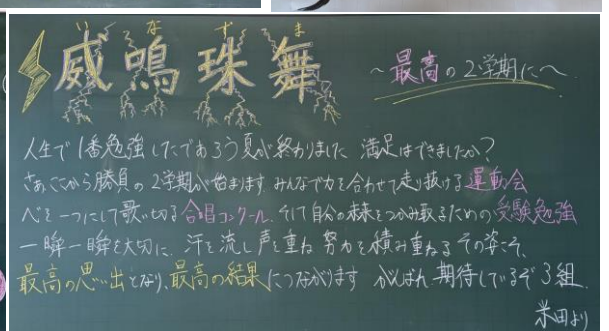 いなずま
威鳴珠舞
～最高の2学期に～
人生で1番勉強したであろう夏が終わりました 満足はできましたか？
さぁ、ここから勝負の2学期が始まります みんなで力を合わせて走り抜ける運動会
心を一つにして歌い切る合唱コンクール、そして自分の未来をつかみ取るための受験勉強
一瞬一瞬を大切に、汗を流し声を重ね 努力を積み重ねるその姿こそ、
最高の思い出となり、最高の結果につながります がんばれ 期待しているぞ 3組
米田より